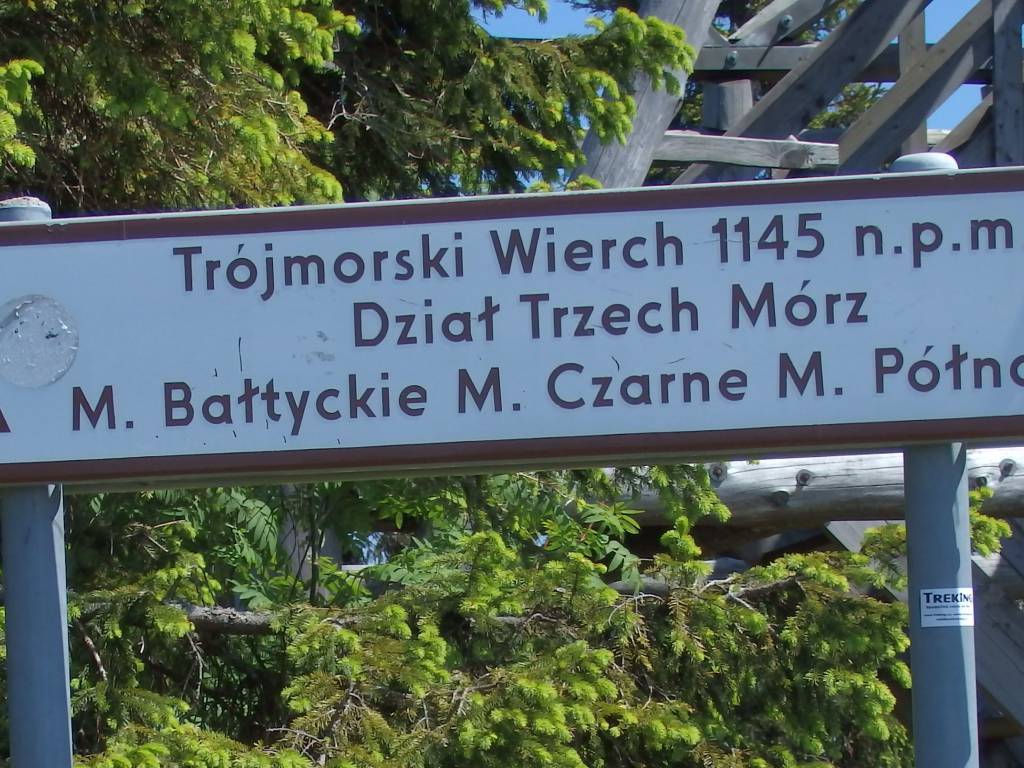 Trójmorski Wierch 1145 n.p.m
Dział Trzech Mórz
M. Bałtyckie M. Czarne M. Półno
TREKING